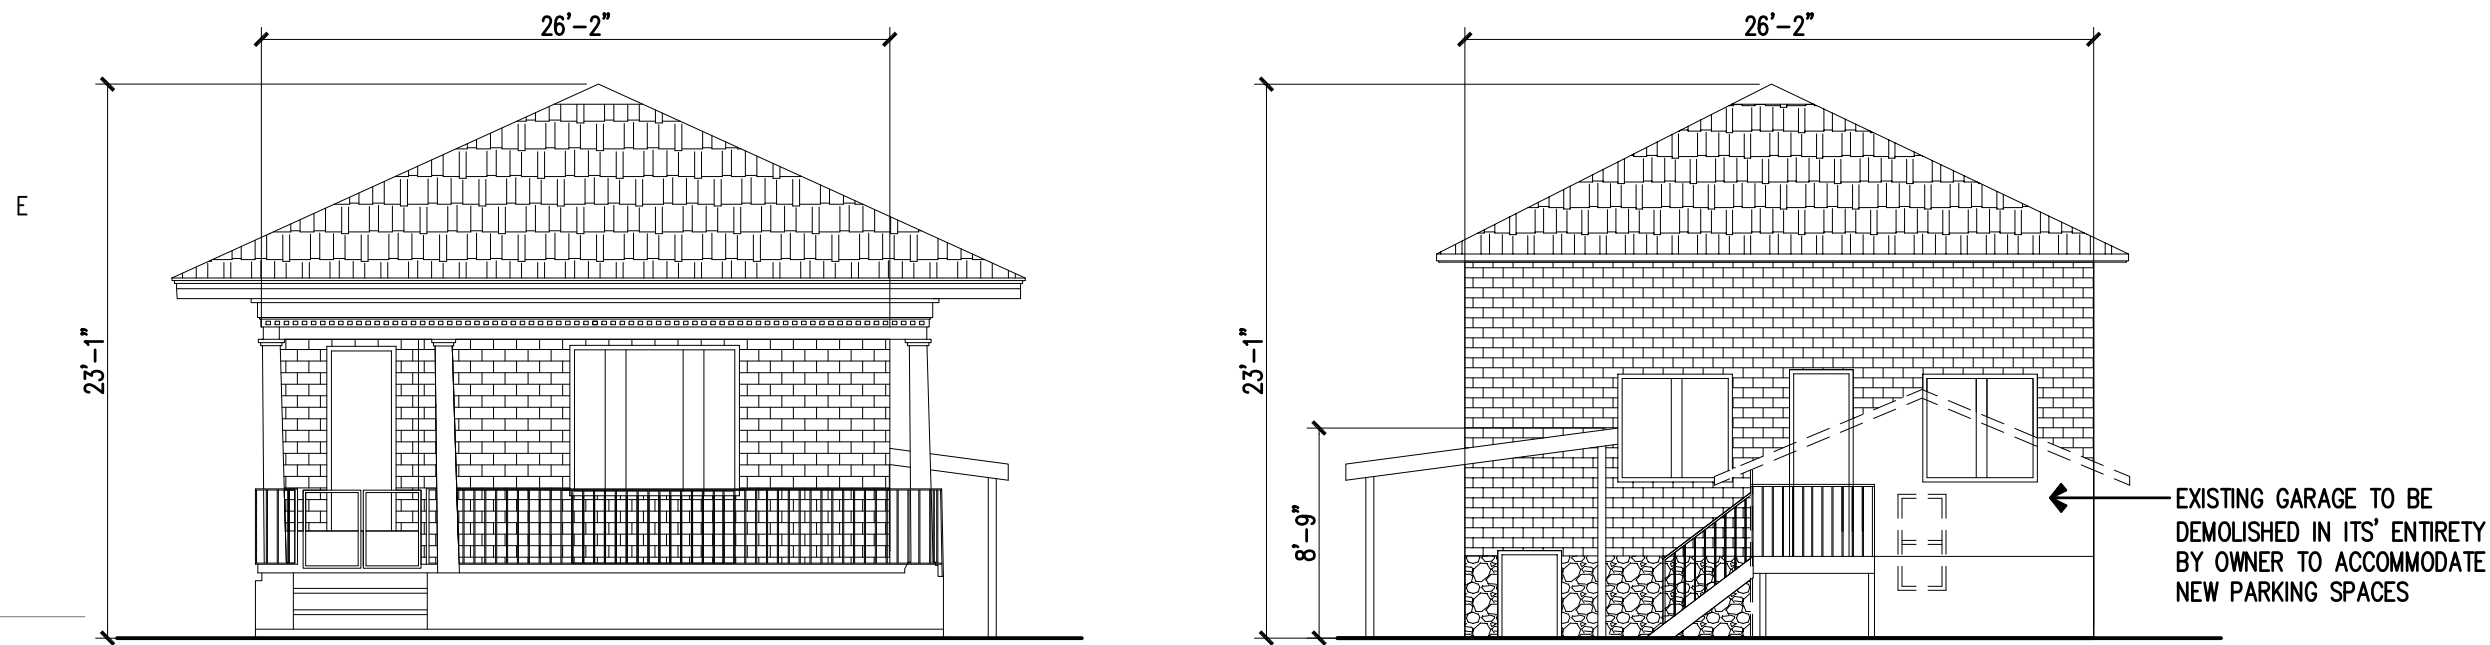 26'-2"
26'-2"
E
23'-1"
23'-1"
8'-9"
EXISTING GARAGE TO BE
DEMOLISHED IN ITS' ENTIRETY
BY OWNER TO ACCOMMODATE
NEW PARKING SPACES